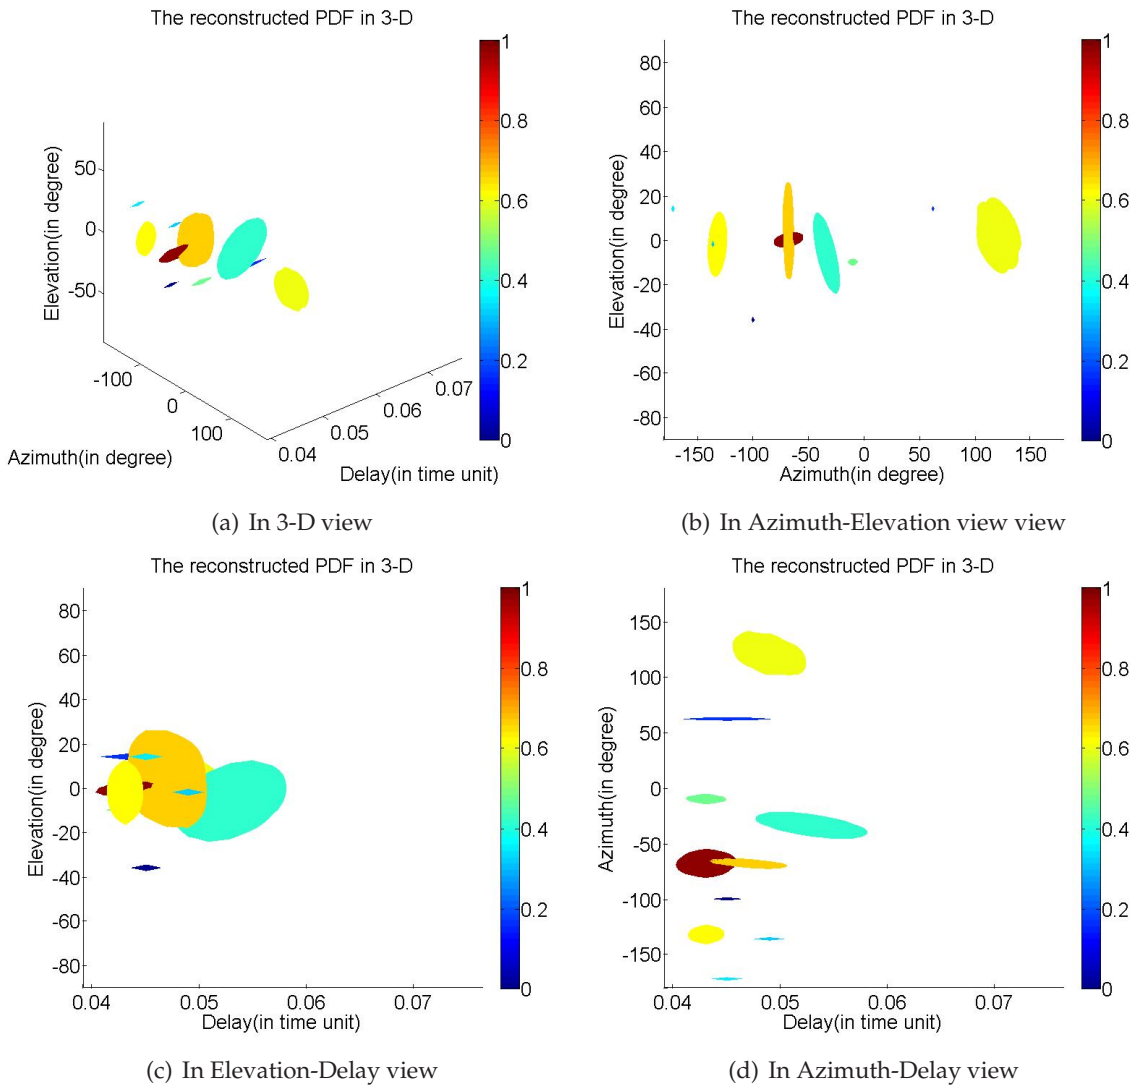 The reconstructed PDF in 3-D
The reconstructed PDF in 3-D
Elevation(in degree)
50
0
-50
-100
0
100
Azimuth(in degree)
0.04
0.05
0.06
0.07
Delay(in time unit)
1
0.8
0.6
0.4
0.2
0
Elevation(in degree)
80
60
40
20
0
-20
-40
-60
-80
-150 -100 -50 0 50 100 150
Azimuth(in degree)
1
0.8
0.6
0.4
0.2
0
(a) In 3-D view
(b) In Azimuth-Elevation view view
The reconstructed PDF in 3-D
The reconstructed PDF in 3-D
Elevation(in degree)
80
60
40
20
0
-20
-40
-60
-80
0.04 0.05 0.06 0.07
Delay(in time unit)
1
0.8
0.6
0.4
0.2
0
Azimuth(in degree)
150
100
50
0
-50
-100
-150
0.04 0.05 0.06 0.07
Delay(in time unit)
1
0.8
0.6
0.4
0.2
0
(c) In Elevation-Delay view
(d) In Azimuth-Delay view